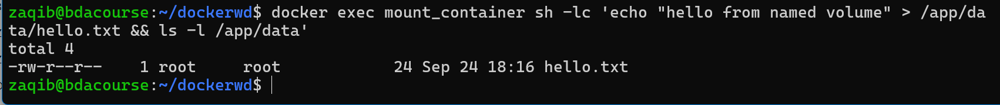 zaqib@bdacourse:~/dockerwd$ docker exec mount_container sh -lc 'echo "hello from named volume" > /app/da
ta/hello.txt && ls -l /app/data'
total 4
-rw-r--r--    1 root     root            24 Sep 24 18:16 hello.txt
zaqib@bdacourse:~/dockerwd$